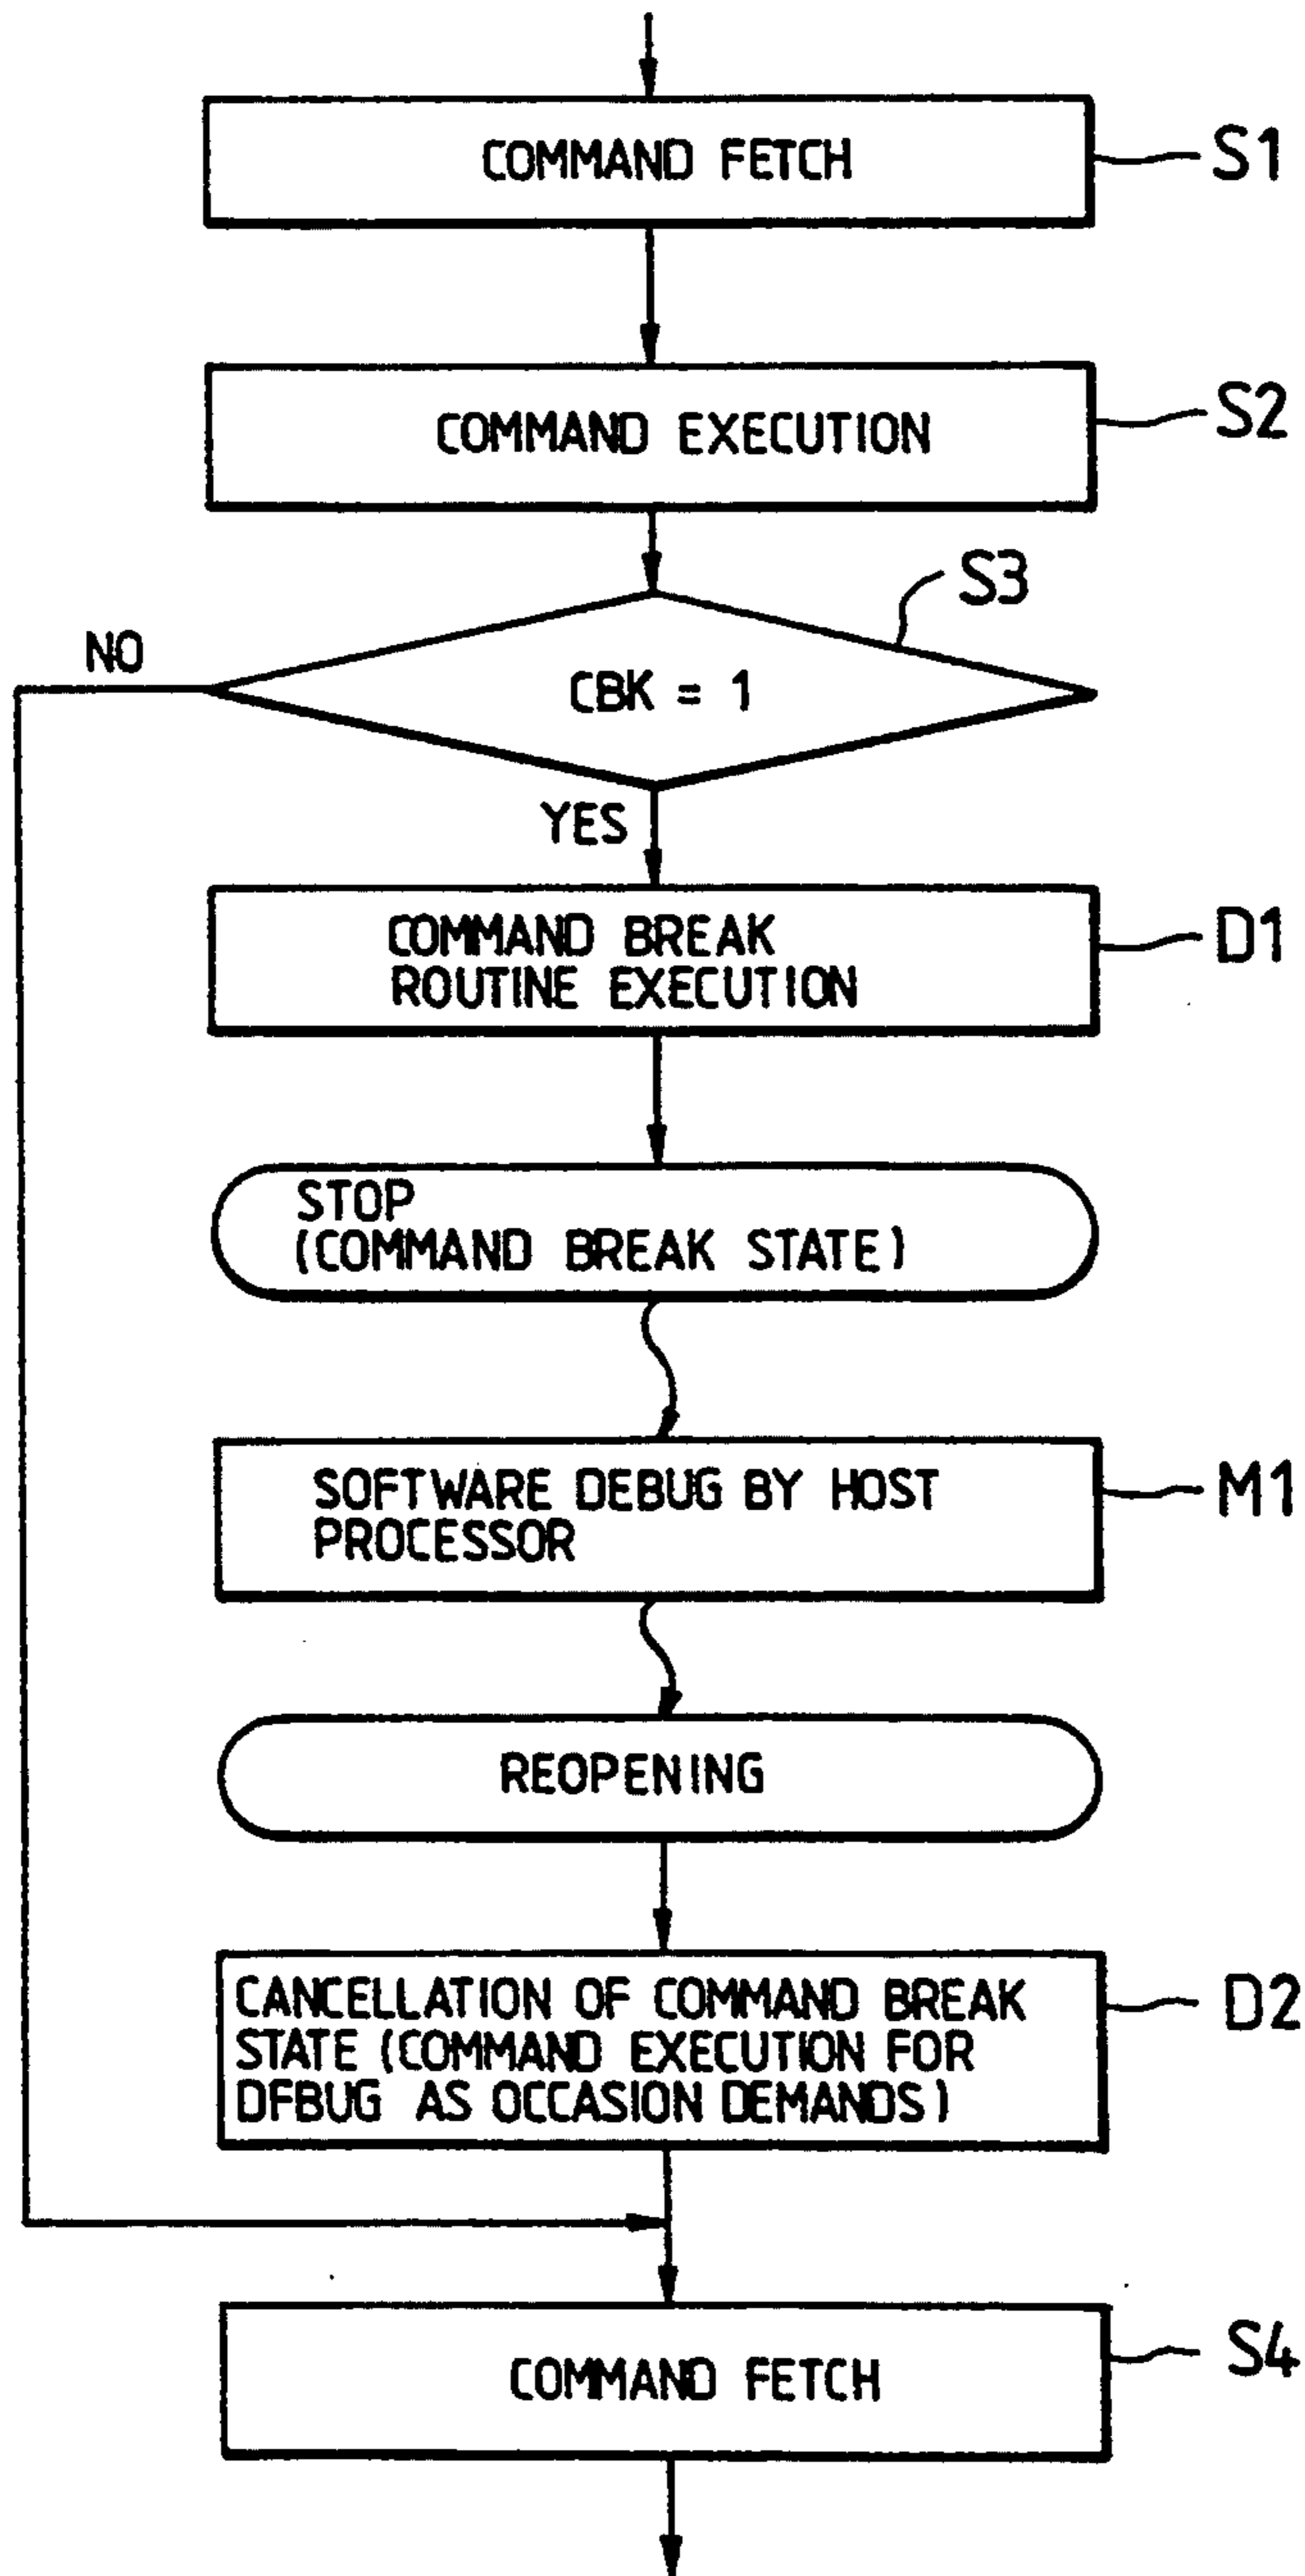 COMMAND FETCH
S1
COMMAND EXECUTION
S2
S3
NO
CBK = 1
YES
COMMAND BREAK
ROUTINE EXECUTION
D1
STOP
(COMMAND BREAK STATE)
SOFTWARE DEBUG BY HOST
PROCESSOR
M1
REOPENING
CANCELLATION OF COMMAND BREAK
STATE (COMMAND EXECUTION FOR
DFBUG AS OCCASION DEMANDS)
D2
COMMAND FETCH
S4